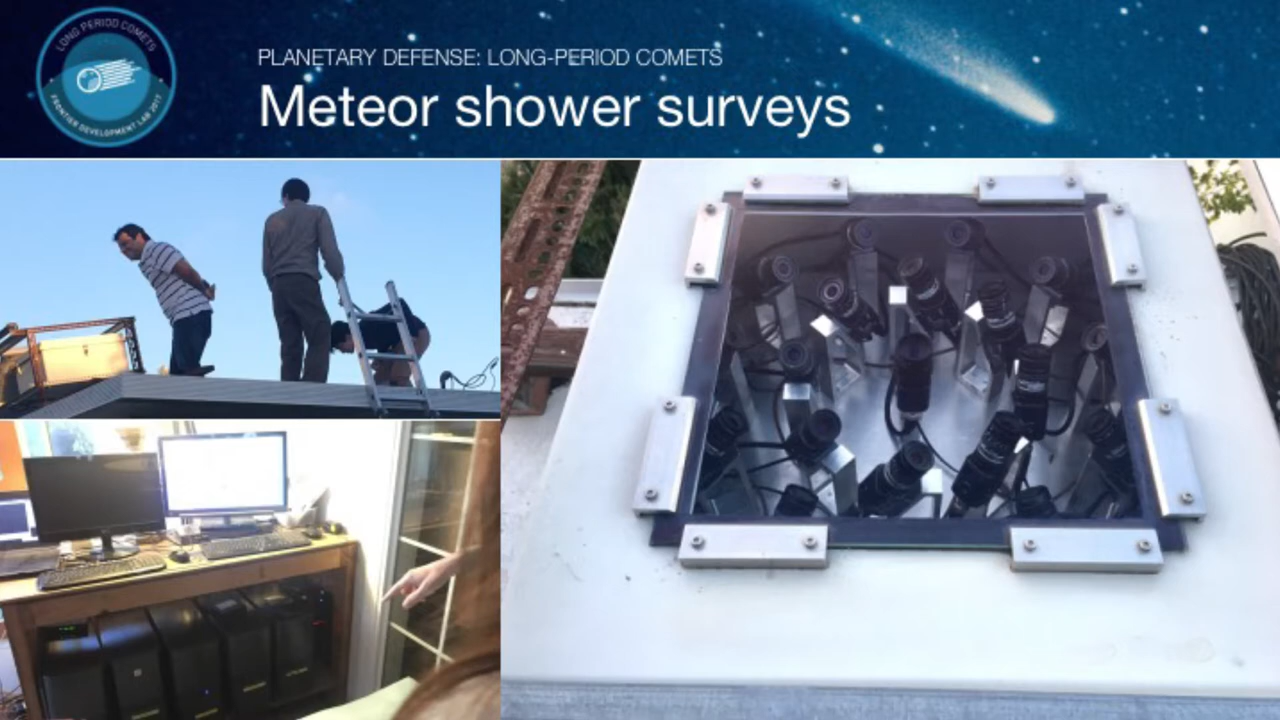 LONG PERIOD COMETS
FRONTIER DEVELOPMENT LAB 2017
PLANETARY DEFENSE: LONG-PERIOD COMETS
Meteor shower surveys